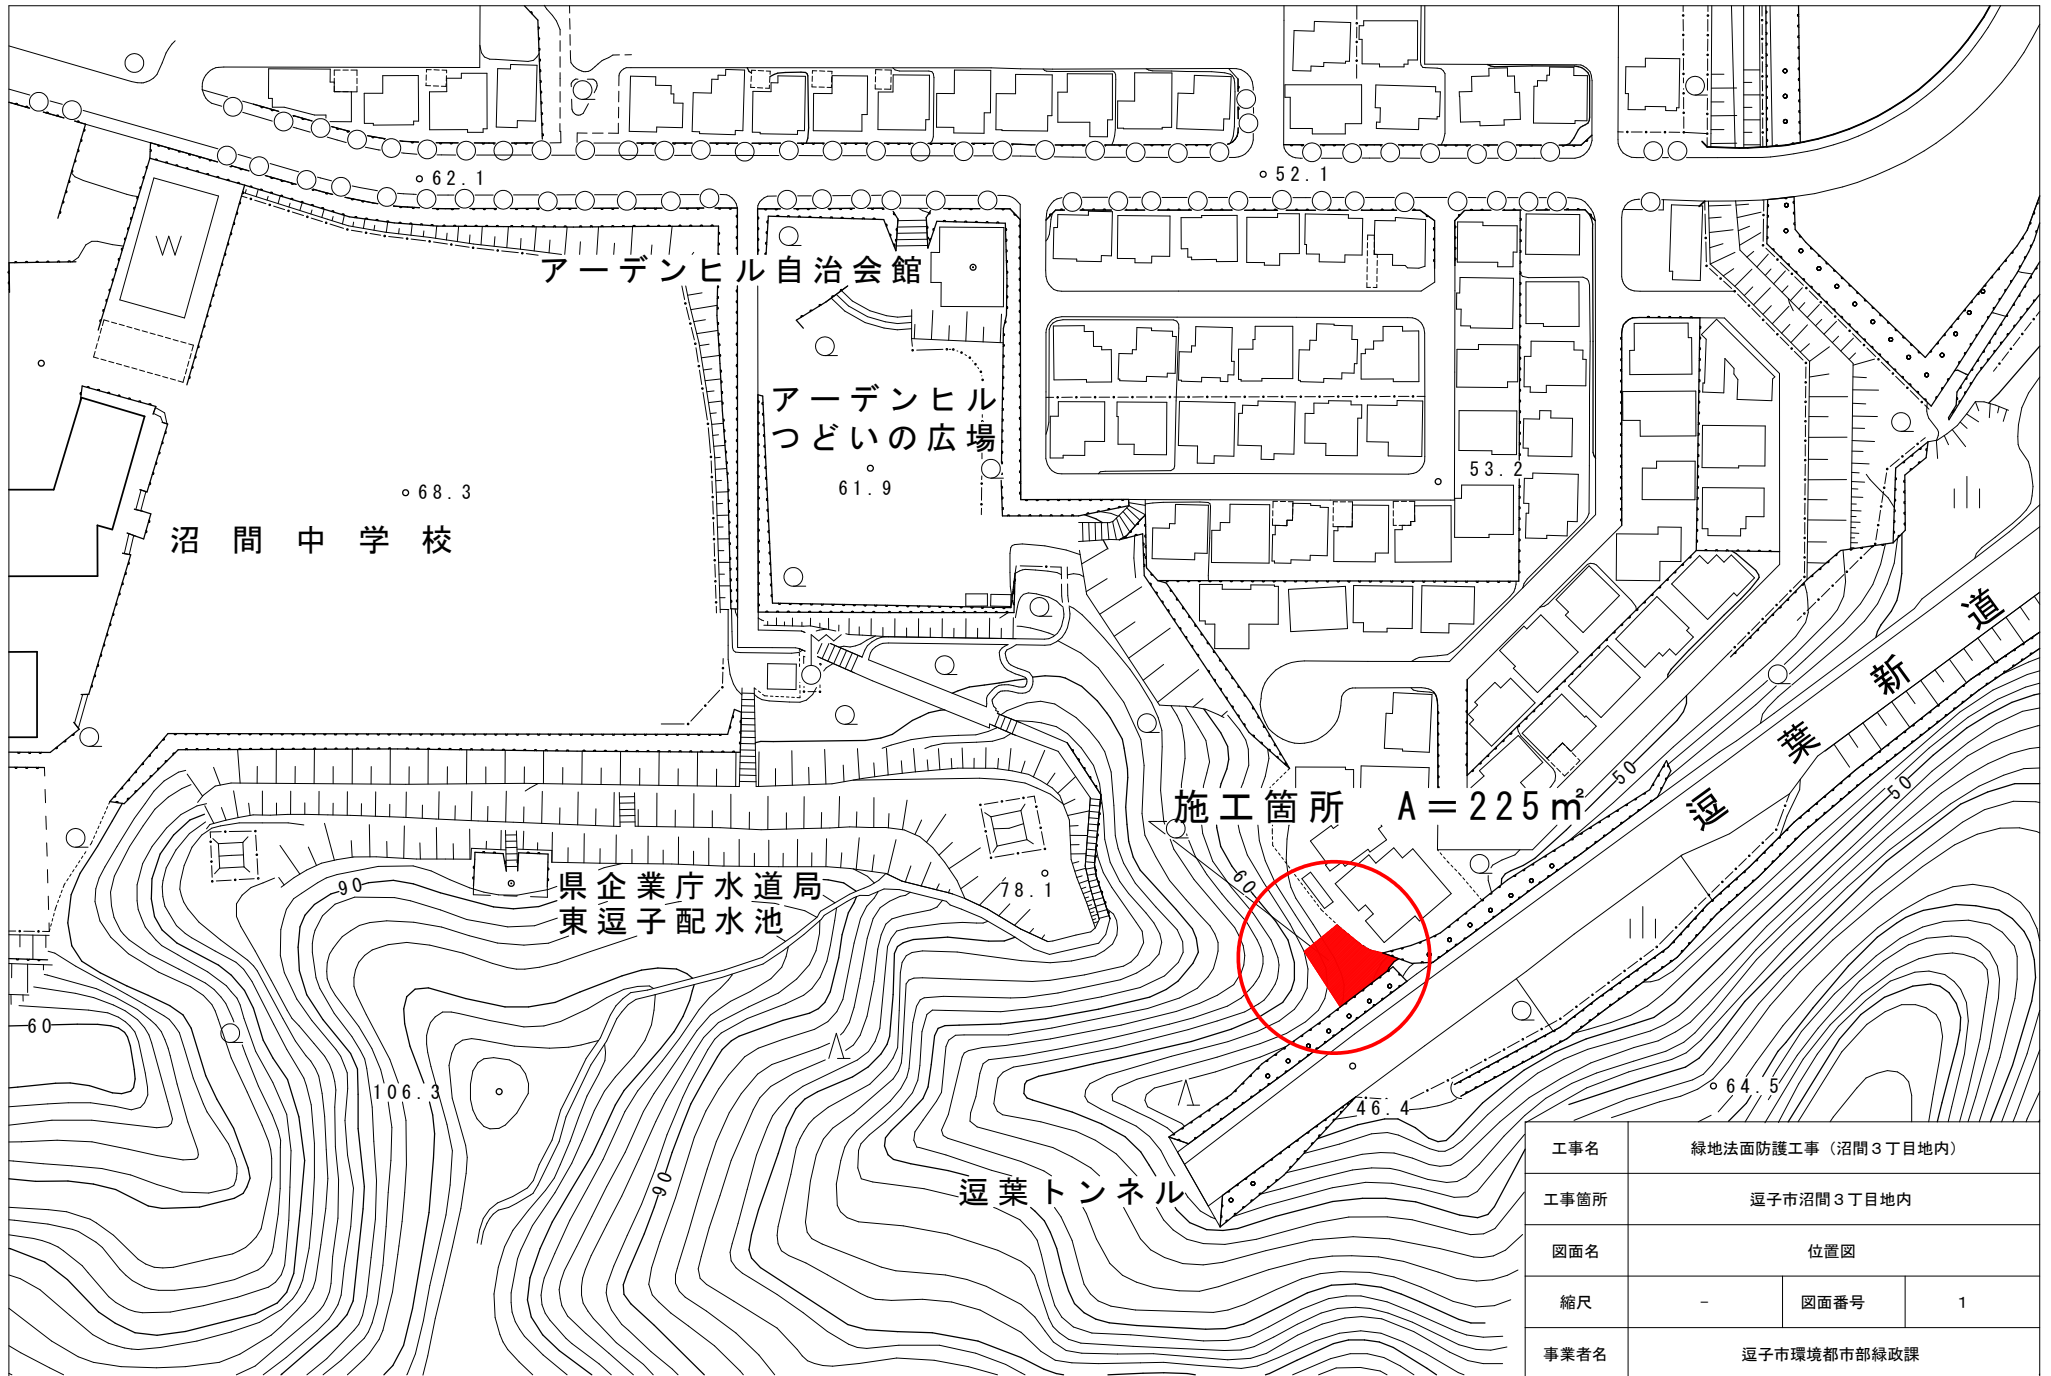 62.1
52.1
W
アーデンヒル自治会館
アーデンヒル
つどいの広場
61.9
53.2
68.3
沼間中学校
逗葉新道
50
50
施工箇所 A=225㎡
60
90
県企業庁水道局
東逗子配水池
78.1
60
106.3
64.5
46.4
90
逗葉トンネル
工事名 緑地法面防護工事(沼間3丁目地内)
工事箇所 逗子市沼間3丁目地内
図面名 位置図
縮尺 - 図面番号 1
事業者名 逗子市環境都市部緑政課